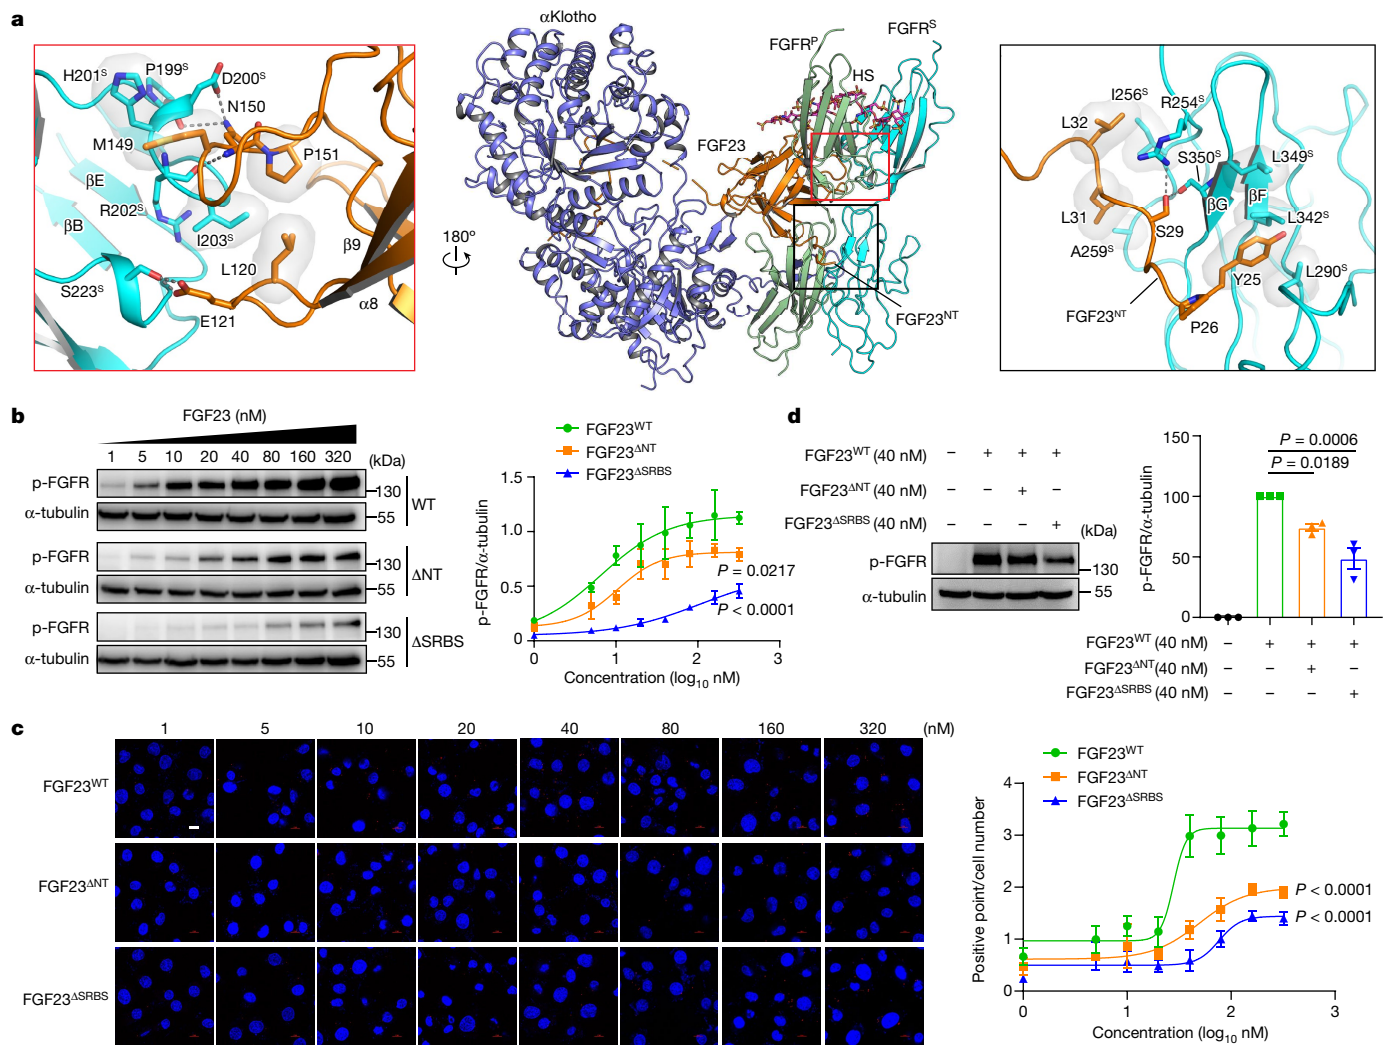 a
H201S
P199S
D200S
N150
M149
P151
βE
R202S
βB
I203S
β9
L120
S223S
α8
E121
αKlotho
FGFRP
FGFRS
HS
FGF23
180º
FGF23NT
I256S
R254S
L32
S350S
L349S
βG
βF
L31
S29
L342S
A259S
Y25
L290S
FGF23NT
P26
b
FGF23 (nM)
1 5 10 20 40 80 160 320 (kDa)
p-FGFR 130
α-tubulin 55
WT
p-FGFR 130
α-tubulin 55
ΔNT
p-FGFR 130
α-tubulin 55
ΔSRBS
FGF23WT
FGF23ΔNT
FGF23ΔSRBS
1.5
1.0
0.5
0
p-FGFR/α-tubulin
P = 0.0217
P < 0.0001
0 1 2 3
Concentration (log10 nM)
d
FGF23WT (40 nM) – + + +
FGF23ΔNT (40 nM) – – + –
FGF23ΔSRBS (40 nM) – – – +
(kDa)
p-FGFR 130
α-tubulin 55
150
100
50
0
p-FGFR/α-tubulin
P = 0.0006
P = 0.0189
FGF23WT (40 nM) – + + +
FGF23ΔNT (40 nM) – – + –
FGF23ΔSRBS (40 nM) – – – +
c
1 5 10 20 40 80 160 320 (nM)
FGF23WT
FGF23ΔNT
FGF23ΔSRBS
FGF23WT
FGF23ΔNT
FGF23ΔSRBS
4
3
2
1
0
Positive point/cell number
P < 0.0001
P < 0.0001
0 1 2 3
Concentration (log10 nM)